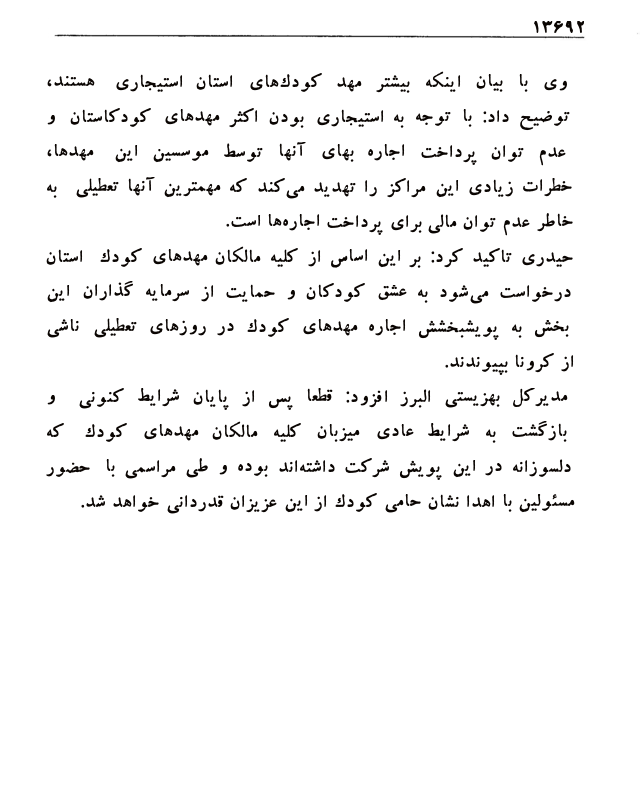 ۱۳۶۹۲
وی با بیان اینکه بیشتر مهد کودك‌های استان استیجاری هستند،
توضیح داد: با توجه به استیجاری بودن اکثر مهدهای کودکاستان و
عدم توان پرداخت اجاره بهای آنها توسط موسسین این مهدها،
خطرات زیادی این مراکز را تهدید می‌کند که مهمترین آنها تعطیلی به
خاطر عدم توان مالی برای پرداخت اجاره‌ها است.
حیدری تاکید کرد: بر این اساس از کلیه مالکان مهدهای کودك استان
درخواست می‌شود به عشق کودکان و حمایت از سرمایه گذاران این
بخش به پویشبخشش اجاره مهدهای کودك در روزهای تعطیلی ناشی
از کرونا بپیوندند.
مدیرکل بهزیستی البرز افزود: قطعا پس از پایان شرایط کنونی و
بازگشت به شرایط عادی میزبان کلیه مالکان مهدهای کودك که
دلسوزانه در این پویش شرکت داشته‌اند بوده و طی مراسمی با حضور
مسئولین با اهدا نشان حامی کودك از این عزیزان قدردانی خواهد شد.